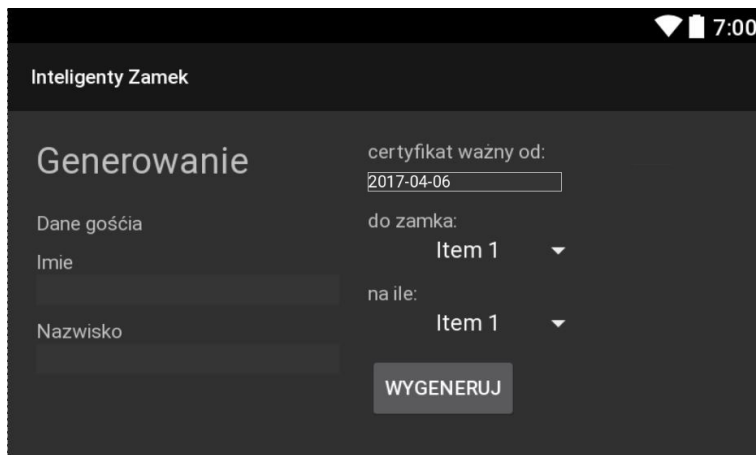 7:00
Inteligenty Zamek
Generowanie
Dane gośćia
Imie
Nazwisko
certyfikat ważny od:
2017-04-06
do zamka:
Item 1
na ile:
Item 1
WYGENERUJ